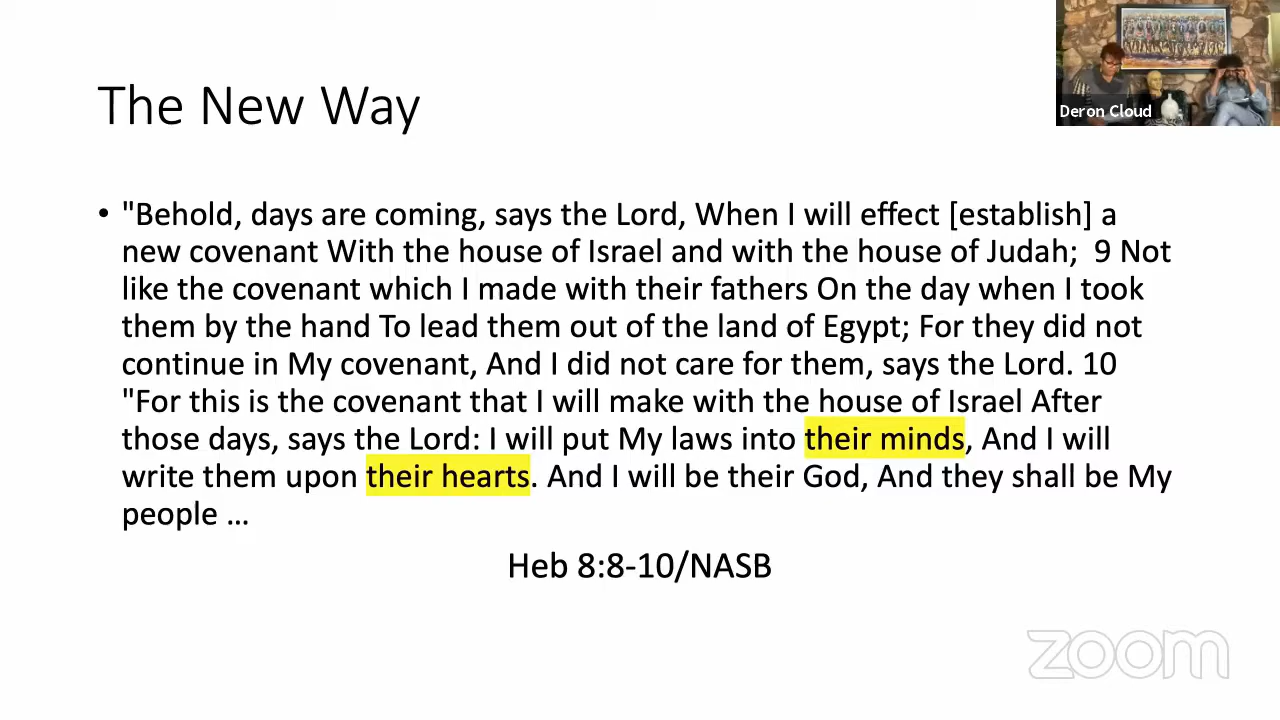 Deron Cloud
The New Way
• "Behold, days are coming, says the Lord, When I will effect [establish] a
new covenant With the house of Israel and with the house of Judah;  9 Not
like the covenant which I made with their fathers On the day when I took
them by the hand To lead them out of the land of Egypt; For they did not
continue in My covenant, And I did not care for them, says the Lord. 10
"For this is the covenant that I will make with the house of Israel After
those days, says the Lord: I will put My laws into their minds, And I will
write them upon their hearts. And I will be their God, And they shall be My
people …
Heb 8:8-10/NASB
zoom